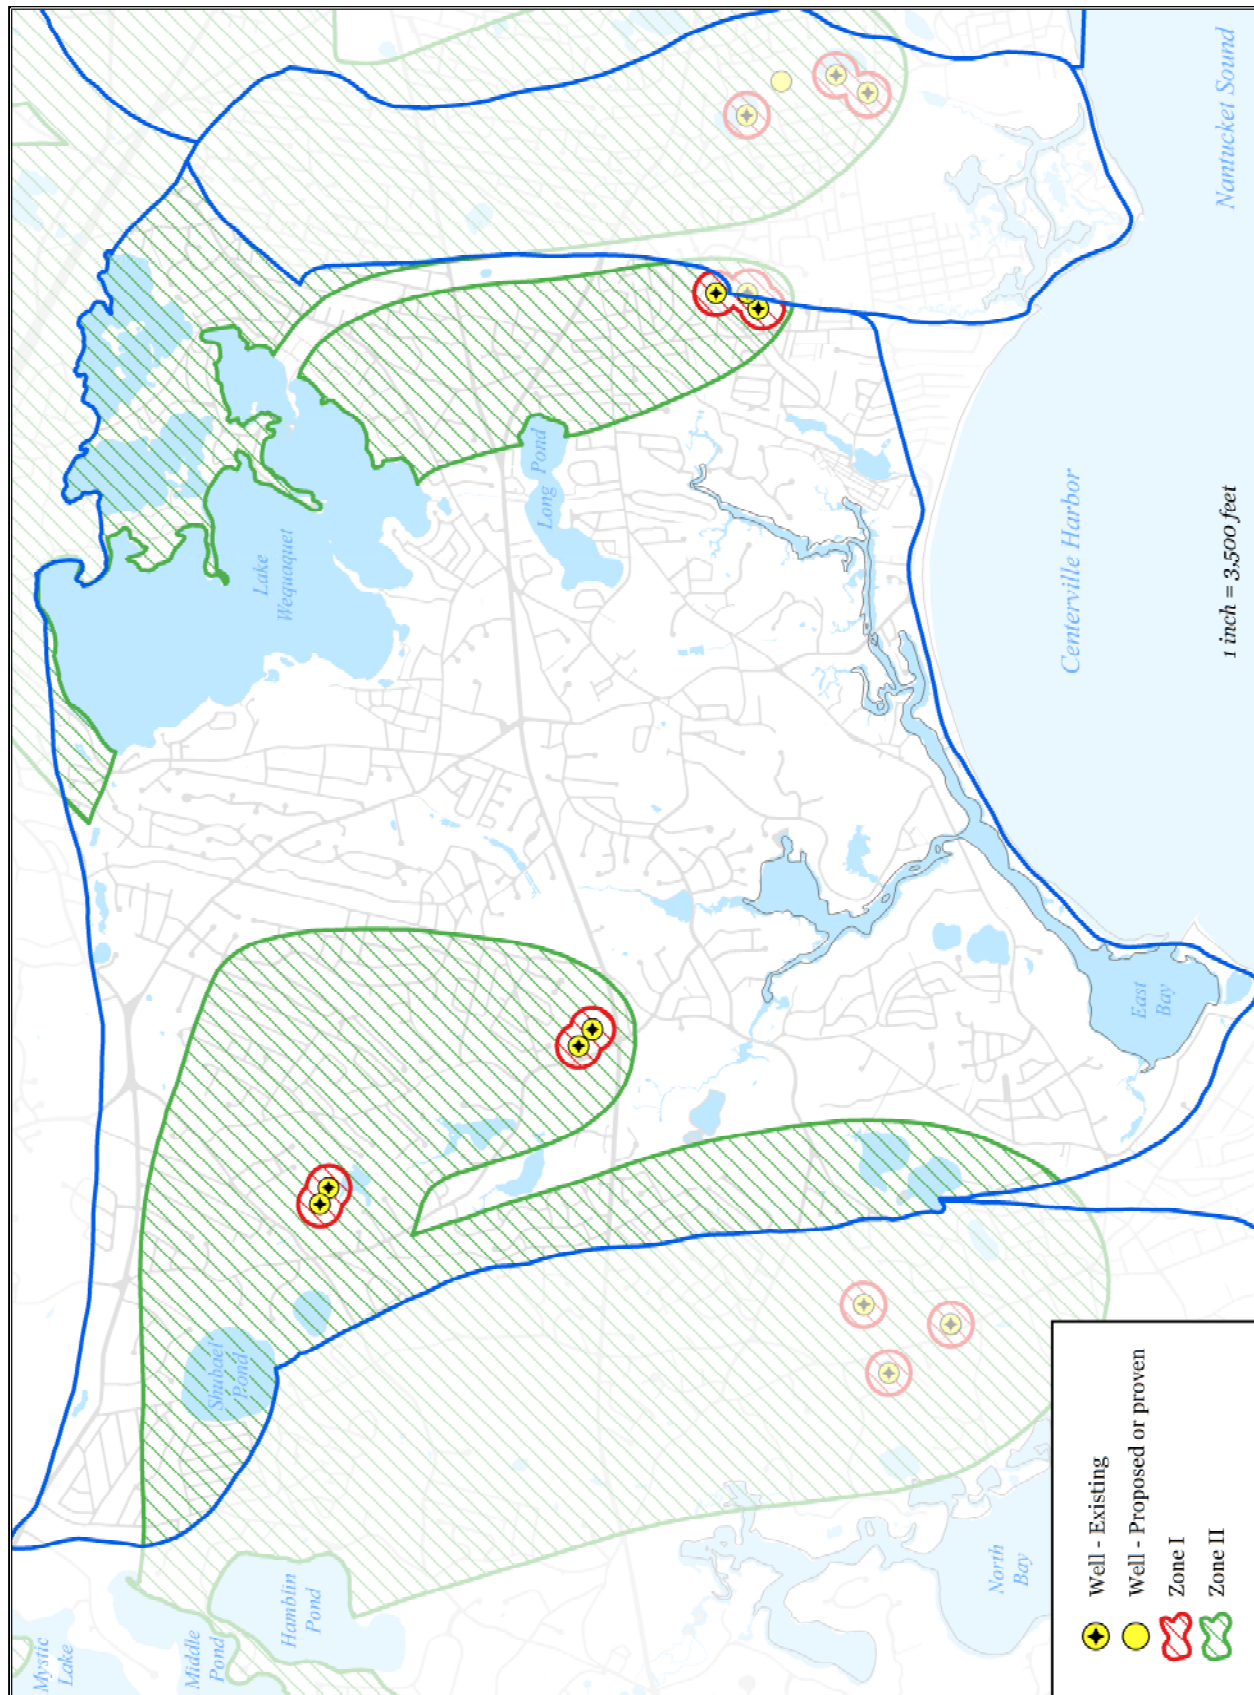 Mystic
Lake
Middle
Pond
Hamblin
Pond
Shubael
Pond
Lake
Wequaquet
Long Pond
North
Bay
East
Bay
Centerville Harbor
Nantucket Sound
1 inch = 3,500 feet
Well - Existing
Well - Proposed or proven
Zone I
Zone II